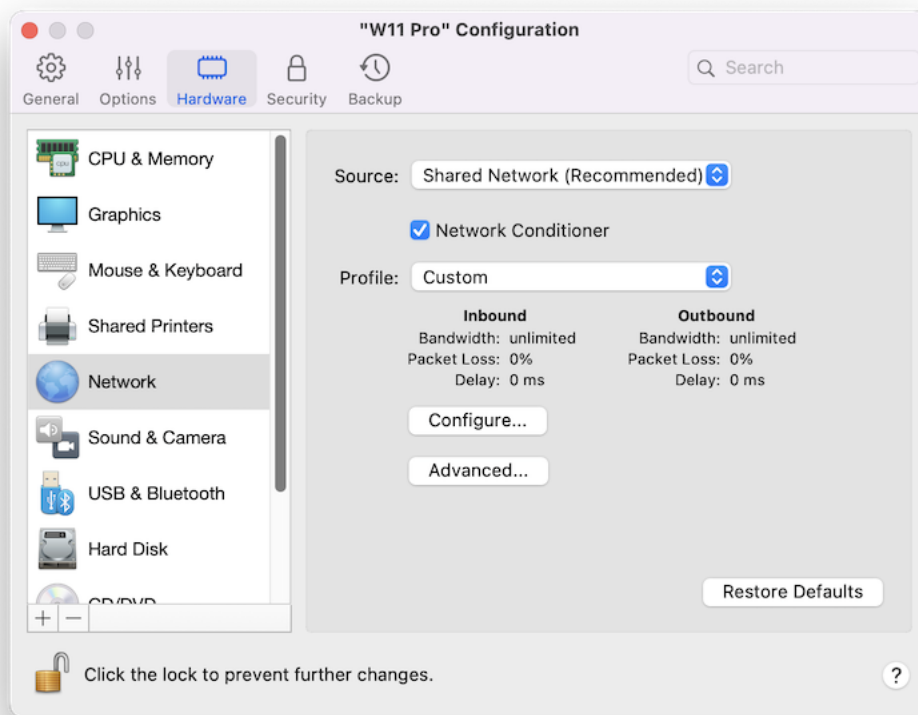 "W11 Pro" Configuration
General Options Hardware Security Backup
Search
CPU & Memory
Graphics
Mouse & Keyboard
Shared Printers
Network
Sound & Camera
USB & Bluetooth
Hard Disk
CD/DVD
+ −
Source: Shared Network (Recommended)
Network Conditioner
Profile: Custom
Inbound
Bandwidth: unlimited
Packet Loss: 0%
Delay: 0 ms
Outbound
Bandwidth: unlimited
Packet Loss: 0%
Delay: 0 ms
Configure...
Advanced...
Restore Defaults
Click the lock to prevent further changes.
?